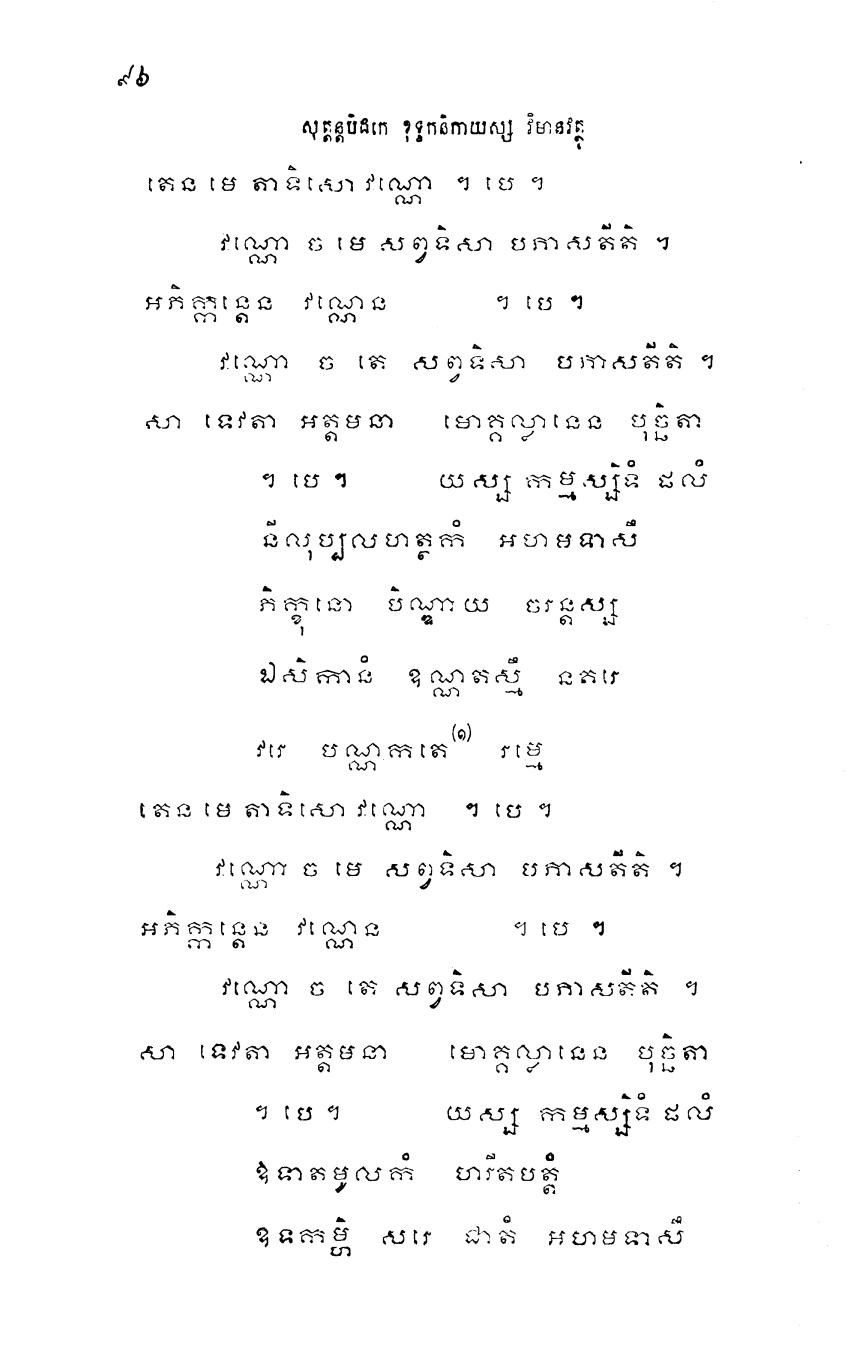 ៩៦
សុត្តន្តបិដកេ ខុទ្ទកនិកាយស្ស វិមានវត្ថុ
តេន មេ តាទិសោ វណ្ណោ ។ បេ ។
វណ្ណោ ច មេ សព្វទិសា បភាសតីតិ ។
អភិក្កន្តេន វណ្ណេន ។ បេ ។
វណ្ណោ ច តេ សព្វទិសា បភាសតីតិ ។
សា ទេវតា អត្តមនា មោគ្គល្លានេន បុច្ឆិតា
។ បេ ។ យស្ស កម្មស្សិទំ ផលំ
នីលុប្បលហត្ថកំ អហមទាសឹ
ភិក្ខុនោ បិណ្ឌាយ ចរន្តស្ស
ឯសិកានំ ឧណ្ណតស្មឹ នគរេ
វរេ បណ្ណកតេ(១) រម្មេ
តេន មេ តាទិសោ វណ្ណោ ។ បេ ។
វណ្ណោ ច មេ សព្វទិសា បភាសតីតិ ។
អភិក្កន្តេន វណ្ណេន ។ បេ ។
វណ្ណោ ច តេ សព្វទិសា បភាសតីតិ ។
សា ទេវតា អត្តមនា មោគ្គល្លានេន បុច្ឆិតា
។ បេ ។ យស្ស កម្មស្សិទំ ផលំ
ឱទាតមូលកំ ហរីតបត្តំ
ឧទកម្ហិ សរេ ជាតំ អហមទាសឹ